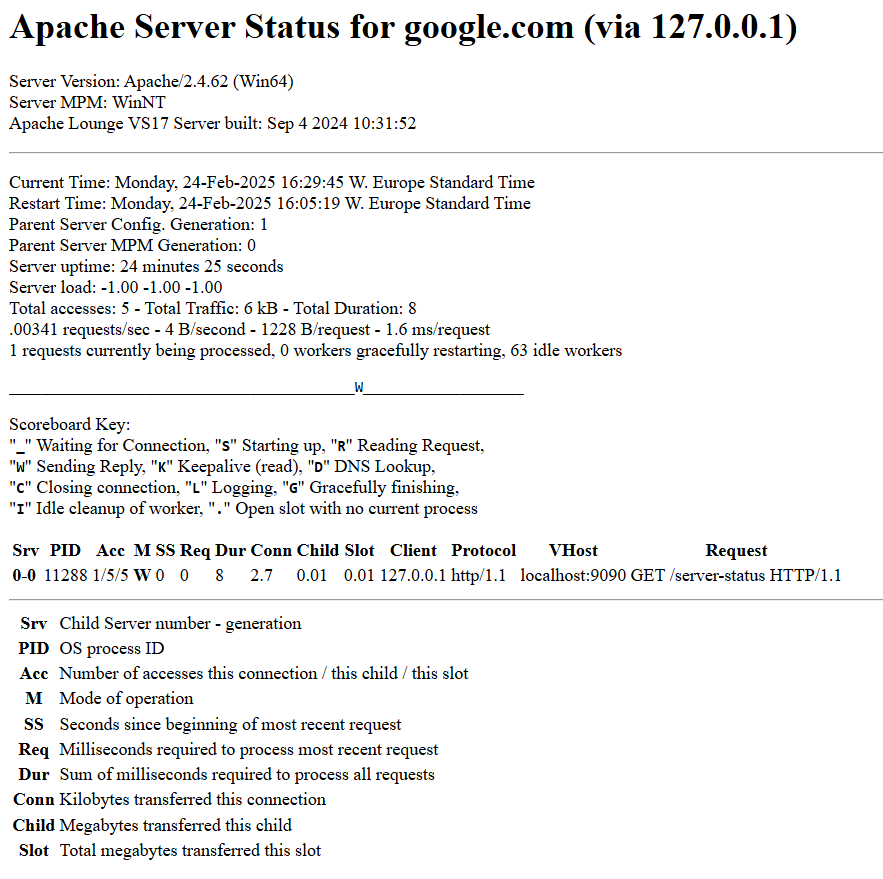 Apache Server Status for google.com (via 127.0.0.1)
Server Version: Apache/2.4.62 (Win64)
Server MPM: WinNT
Apache Lounge VS17 Server built: Sep 4 2024 10:31:52
Current Time: Monday, 24-Feb-2025 16:29:45 W. Europe Standard Time
Restart Time: Monday, 24-Feb-2025 16:05:19 W. Europe Standard Time
Parent Server Config. Generation: 1
Parent Server MPM Generation: 0
Server uptime: 24 minutes 25 seconds
Server load: -1.00 -1.00 -1.00
Total accesses: 5 - Total Traffic: 6 kB - Total Duration: 8
.00341 requests/sec - 4 B/second - 1228 B/request - 1.6 ms/request
1 requests currently being processed, 0 workers gracefully restarting, 63 idle workers
___________________________________________W____________________
Scoreboard Key:
"_" Waiting for Connection, "S" Starting up, "R" Reading Request,
"W" Sending Reply, "K" Keepalive (read), "D" DNS Lookup,
"C" Closing connection, "L" Logging, "G" Gracefully finishing,
"I" Idle cleanup of worker, "." Open slot with no current process
Srv PID Acc M SS Req Dur Conn Child Slot Client Protocol VHost Request
0-0 11288 1/5/5 W 0 0 8 2.7 0.01 0.01 127.0.0.1 http/1.1 localhost:9090 GET /server-status HTTP/1.1
Srv Child Server number - generation
PID OS process ID
Acc Number of accesses this connection / this child / this slot
M Mode of operation
SS Seconds since beginning of most recent request
Req Milliseconds required to process most recent request
Dur Sum of milliseconds required to process all requests
Conn Kilobytes transferred this connection
Child Megabytes transferred this child
Slot Total megabytes transferred this slot